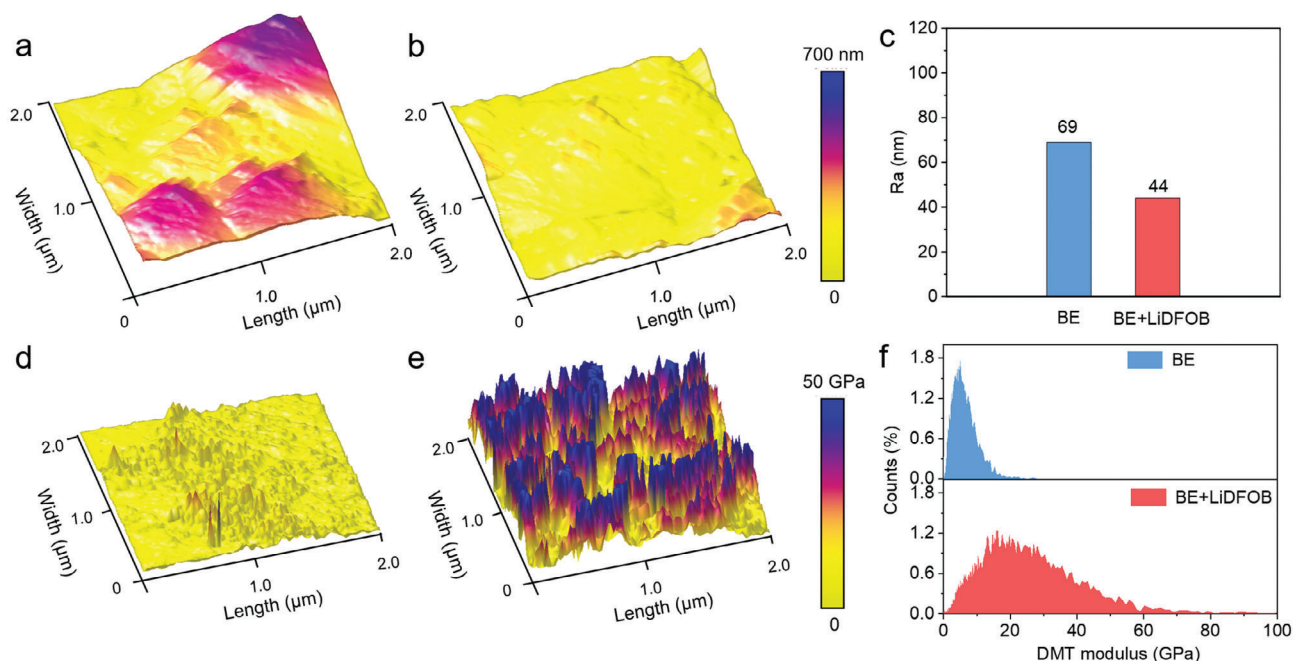 a
2.0
Width (μm)
1.0
0
1.0
Length (μm)
2.0
b
2.0
Width (μm)
1.0
0
1.0
Length (μm)
2.0
700 nm
0
c
120
100
80
60
40
20
0
Ra (nm)
69
44
BE
BE+LiDFOB
d
2.0
Width (μm)
1.0
0
1.0
Length (μm)
2.0
e
2.0
Width (μm)
1.0
0
1.0
Length (μm)
2.0
50 GPa
0
f
1.8
1.2
0.6
0.0
BE
Counts (%)
1.8
1.2
0.6
0.0
BE+LiDFOB
0 20 40 60 80 100
DMT modulus (GPa)